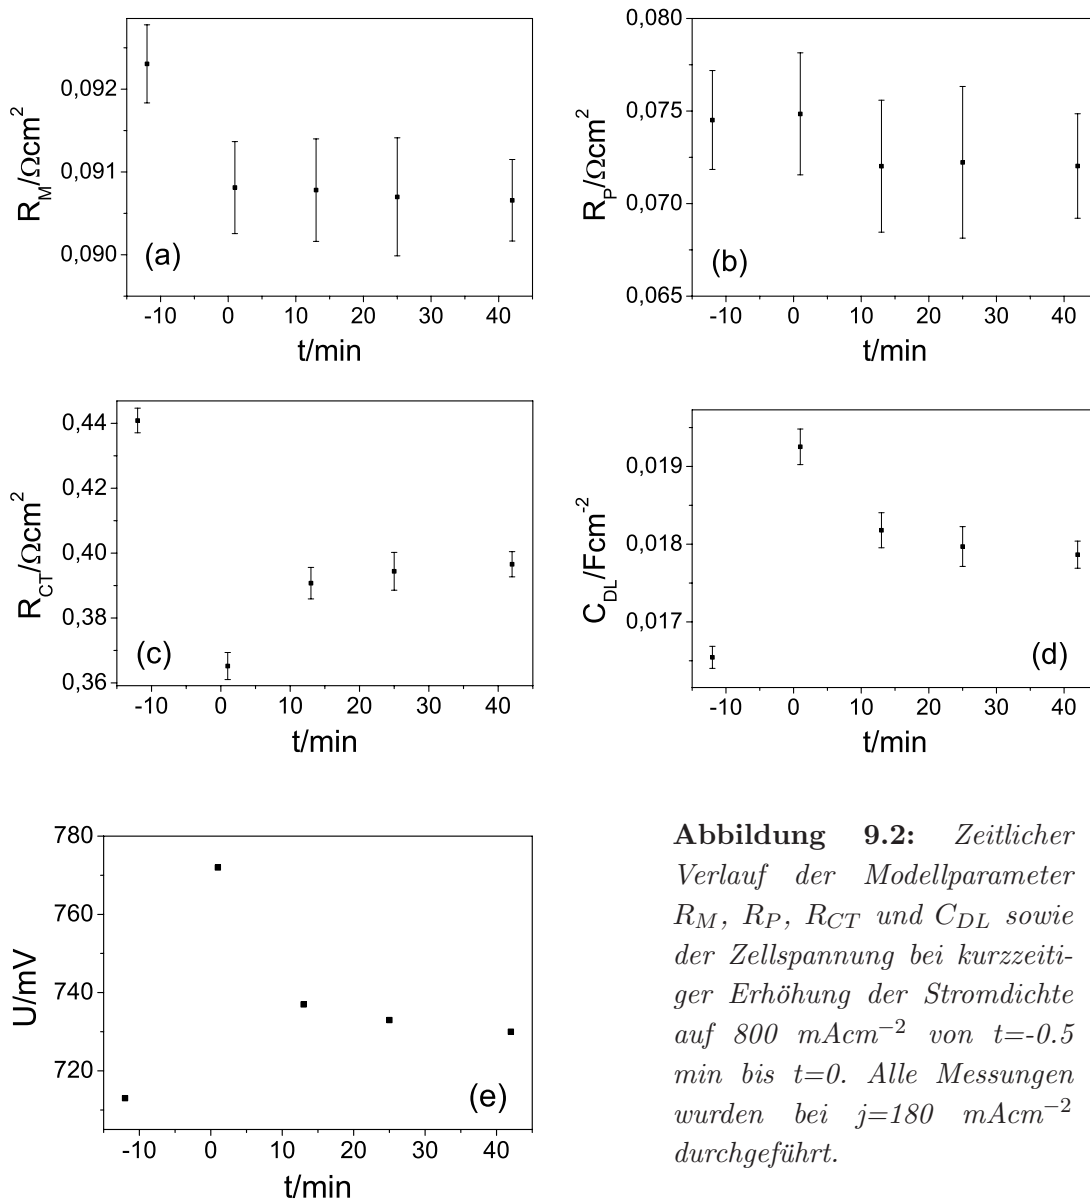 0,092
0,091
0,090
R_M/Ωcm²
(a)
-10 0 10 20 30 40
t/min
0,080
0,075
0,070
0,065
R_P/Ωcm²
(b)
-10 0 10 20 30 40
t/min
0,44
0,42
0,40
0,38
0,36
R_CT/Ωcm²
(c)
-10 0 10 20 30 40
t/min
0,019
0,018
0,017
C_DL/Fcm⁻²
(d)
-10 0 10 20 30 40
t/min
780
760
740
720
U/mV
(e)
-10 0 10 20 30 40
t/min
Abbildung 9.2: Zeitlicher
Verlauf der Modellparameter
R_M, R_P, R_CT und C_DL sowie
der Zellspannung bei kurzzeiti-
ger Erhöhung der Stromdichte
auf 800 mAcm⁻² von t=-0.5
min bis t=0. Alle Messungen
wurden bei j=180 mAcm⁻²
durchgeführt.